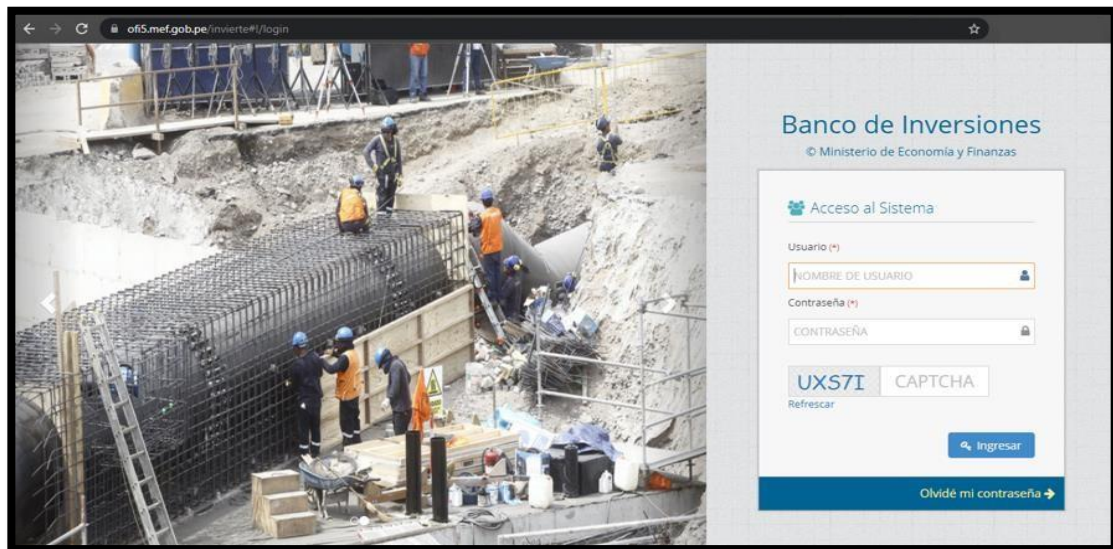 ofi5.mef.gob.pe/invierte#!/login
Banco de Inversiones
© Ministerio de Economía y Finanzas
Acceso al Sistema
Usuario (*)
NOMBRE DE USUARIO
Contraseña (*)
CONTRASEÑA
UXS7I CAPTCHA
Refrescar
Ingresar
Olvidé mi contraseña